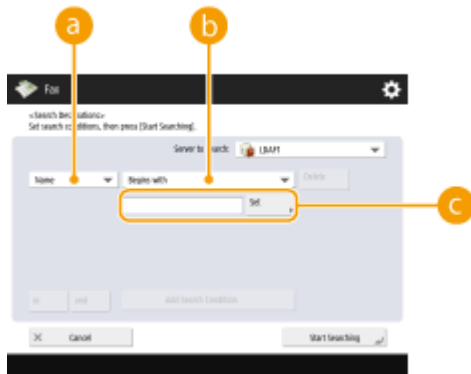 a
b
Fax
<Search Destinations>
Set search conditions, then press [Start Searching].
Server to Search:
LDAP1
Name
Begins with
Delete
Set
c
or
and
Add Search Condition
× Cancel
Start Searching